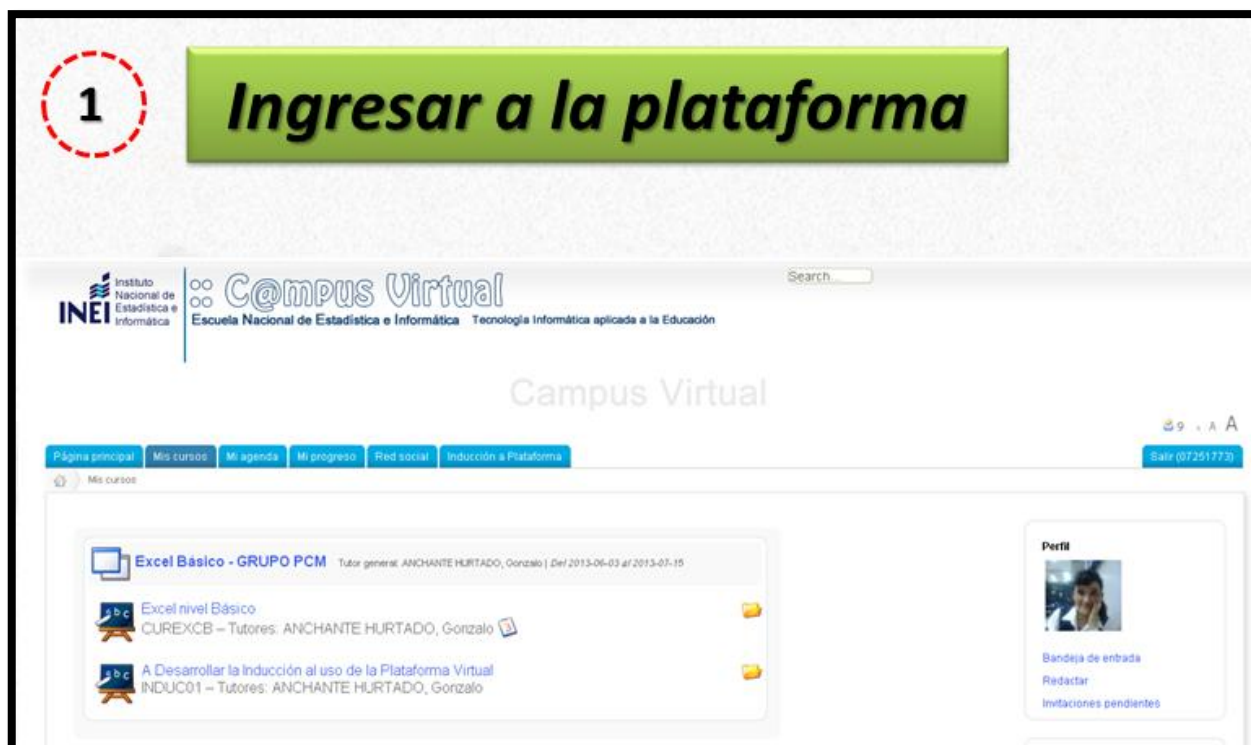 1
Ingresar a la plataforma
Instituto
Nacional de
Estadística e
Informática
INEI
:: C@mpus Virtual
Escuela Nacional de Estadística e Informática Tecnología Informática aplicada a la Educación
Search...
Campus Virtual
9 A A A
Página principal Mis cursos Mi agenda Mi progreso Red social Inducción a Plataforma Salir (07251773)
Mis cursos
Excel Básico - GRUPO PCM Tutor general: ANCHANTE HURTADO, Gonzalo | Del 2013-06-03 al 2013-07-15
abc
Excel nivel Básico
CUREXCB – Tutores: ANCHANTE HURTADO, Gonzalo
abc
A Desarrollar la Inducción al uso de la Plataforma Virtual
INDUC01 – Tutores: ANCHANTE HURTADO, Gonzalo
Perfil
Bandeja de entrada
Redactar
Invitaciones pendientes